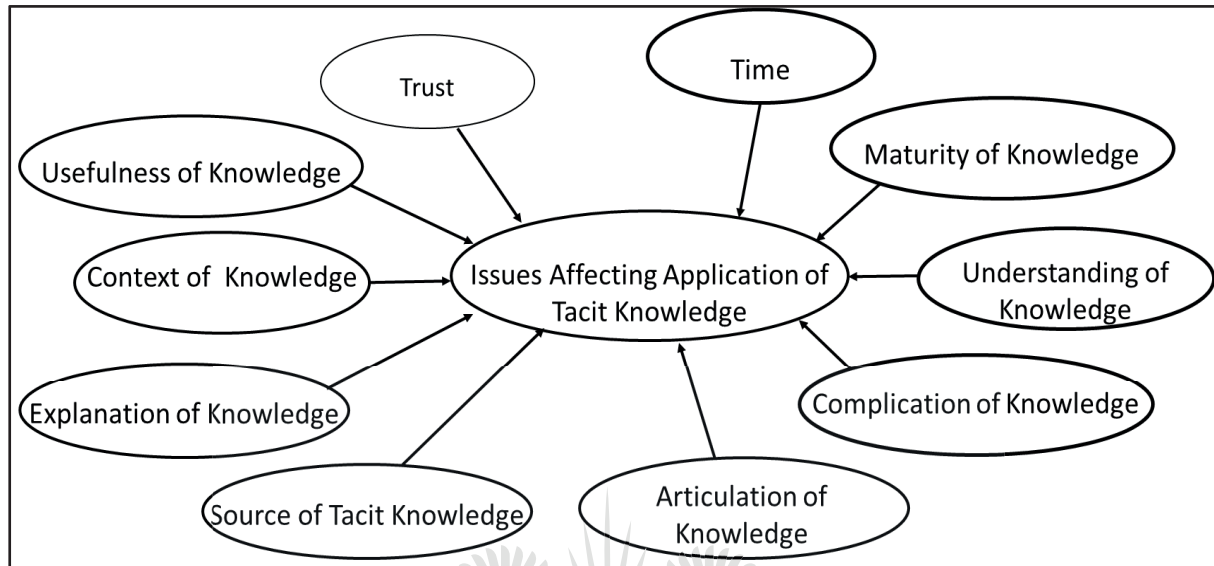 Time
Trust
Maturity of Knowledge
Usefulness of Knowledge
Context of Knowledge
Issues Affecting Application of
Tacit Knowledge
Understanding of
Knowledge
Explanation of Knowledge
Complication of Knowledge
Source of Tacit Knowledge
Articulation of
Knowledge